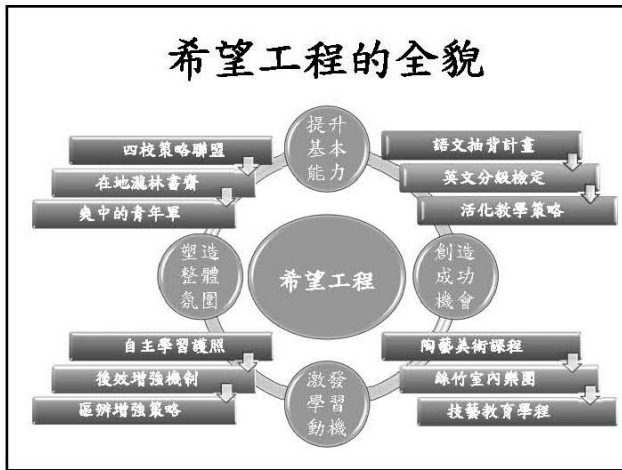 希望工程的全貌
提升
基本
能力
四校策略聯盟
在地瀧林書齋
爽中的青年軍
語文抽背計畫
英文分級檢定
活化教學策略
塑造
整體
氛圍
希望工程
創造
成功
機會
自主學習護照
後效增強機制
區辨增強策略
陶藝美術課程
絲竹室內樂團
技藝教育學程
激發
學習
動機